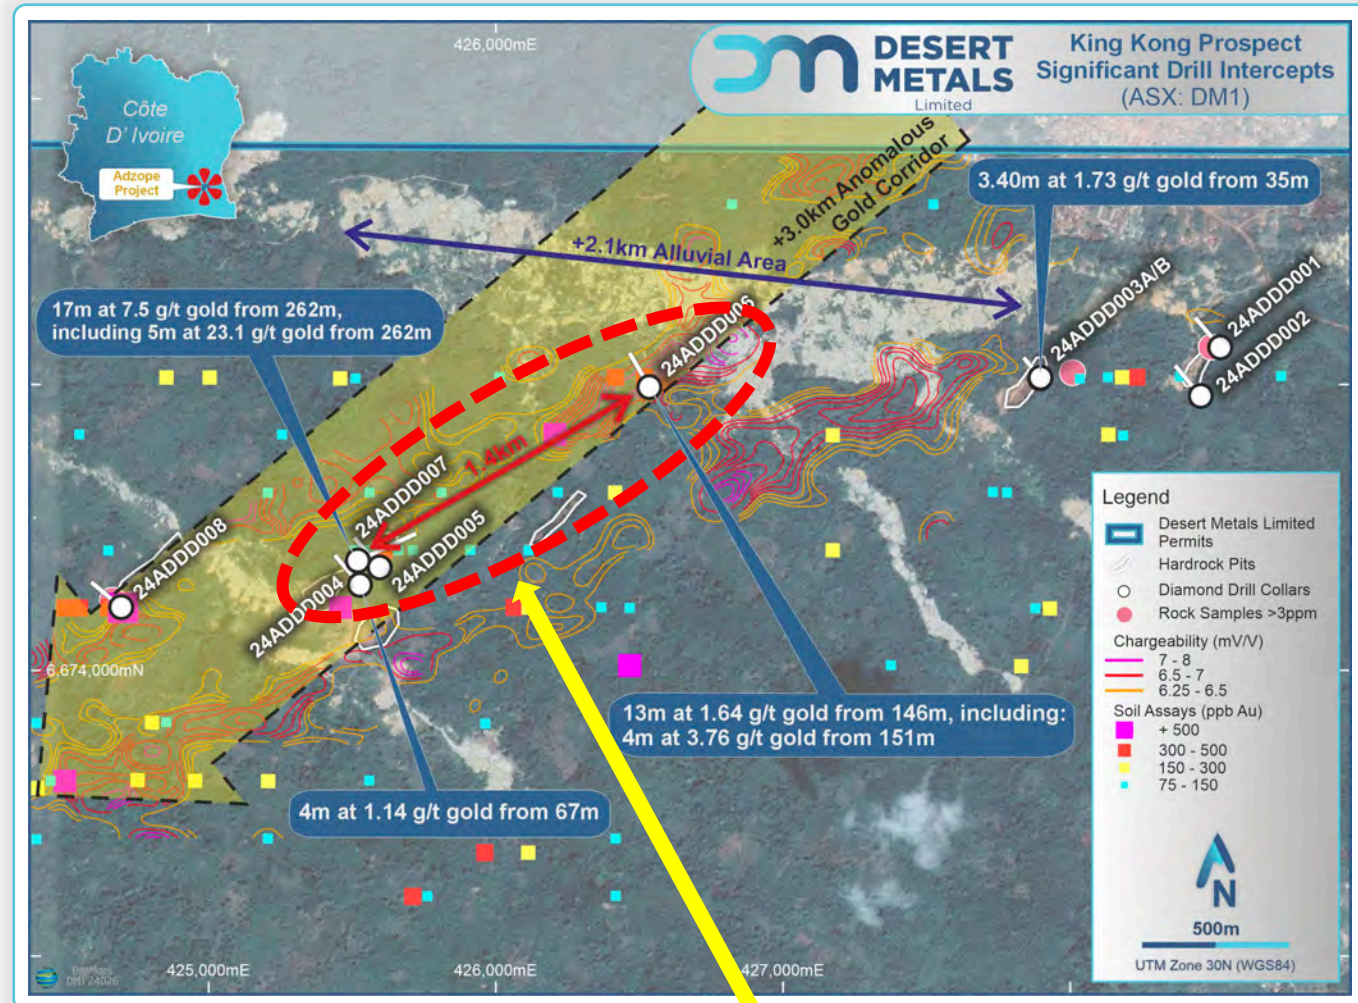 426,000mE
DESERT
METALS
Limited
King Kong Prospect
Significant Drill Intercepts
(ASX: DM1)
Côte
D' Ivoire
Adzope
Project
+3.0km Anomalous
Gold Corridor
3.40m at 1.73 g/t gold from 35m
+2.1km Alluvial Area
17m at 7.5 g/t gold from 262m,
including 5m at 23.1 g/t gold from 262m
24ADDD006
24ADDD003A/B
24ADDD001
24ADDD002
1.4km
24ADDD007
24ADDD005
24ADDD008
24ADDD004
6,674,000mN
13m at 1.64 g/t gold from 146m, including:
4m at 3.76 g/t gold from 151m
4m at 1.14 g/t gold from 67m
Legend
Desert Metals Limited
Permits
Hardrock Pits
Diamond Drill Collars
Rock Samples >3ppm
Chargeability (mV/V)
7 - 8
6.5 - 7
6.25 - 6.5
Soil Assays (ppb Au)
+ 500
300 - 500
150 - 300
75 - 150
N
500m
UTM Zone 30N (WGS84)
DM1 24026
425,000mE
426,000mE
427,000mE